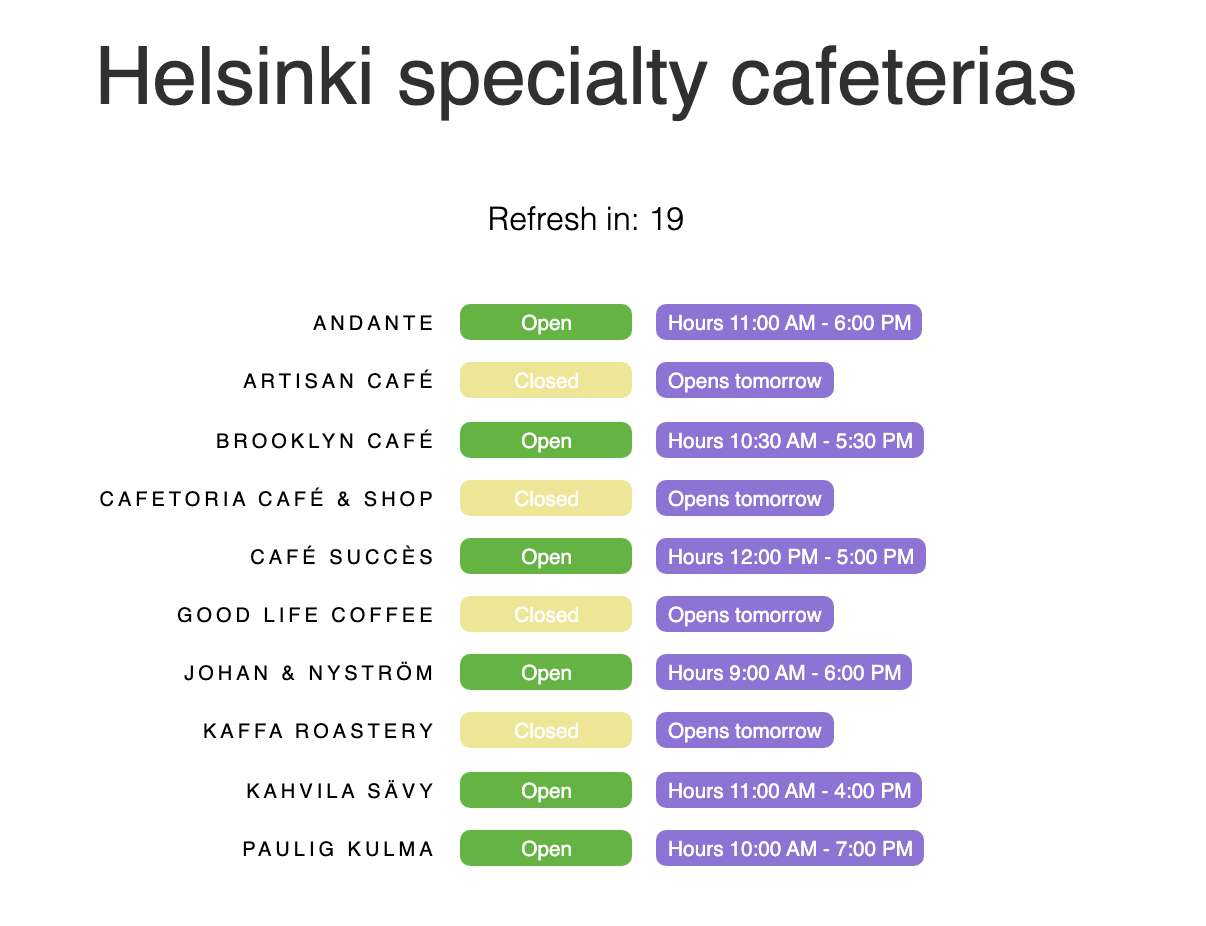 Helsinki specialty cafeterias
Refresh in: 19
ANDANTE Open Hours 11:00 AM - 6:00 PM
ARTISAN CAFÉ Closed Opens tomorrow
BROOKLYN CAFÉ Open Hours 10:30 AM - 5:30 PM
CAFETORIA CAFÉ & SHOP Closed Opens tomorrow
CAFÉ SUCCÈS Open Hours 12:00 PM - 5:00 PM
GOOD LIFE COFFEE Closed Opens tomorrow
JOHAN & NYSTRÖM Open Hours 9:00 AM - 6:00 PM
KAFFA ROASTERY Closed Opens tomorrow
KAHVILA SÄVY Open Hours 11:00 AM - 4:00 PM
PAULIG KULMA Open Hours 10:00 AM - 7:00 PM